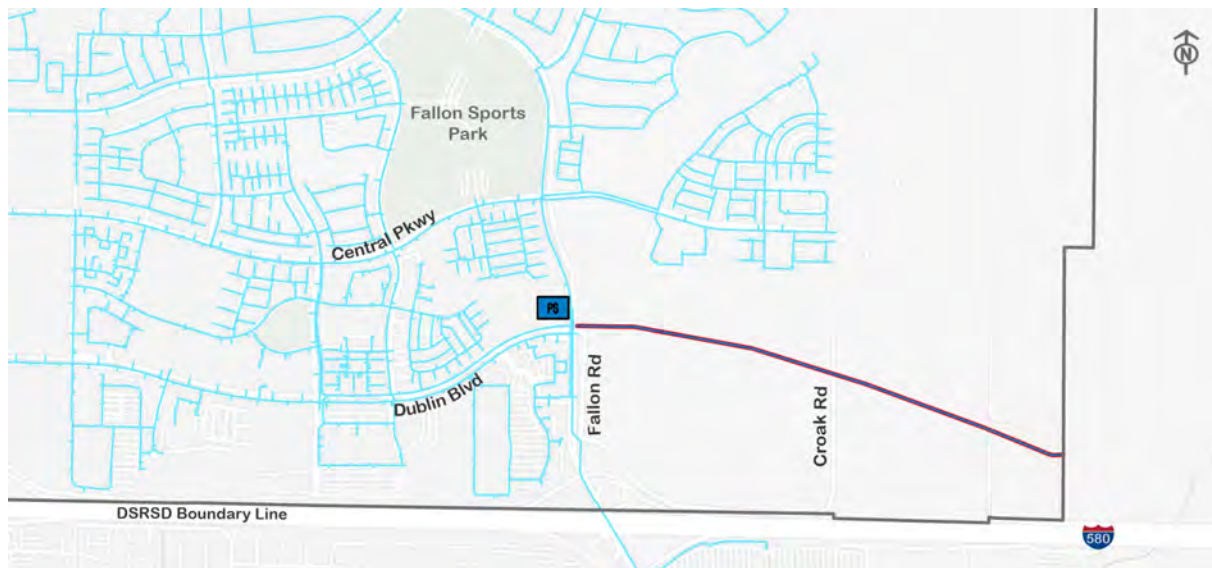 N
Fallon Sports
Park
Central Pkwy
PS
Dublin Blvd
Fallon Rd
Croak Rd
DSRSD Boundary Line
580